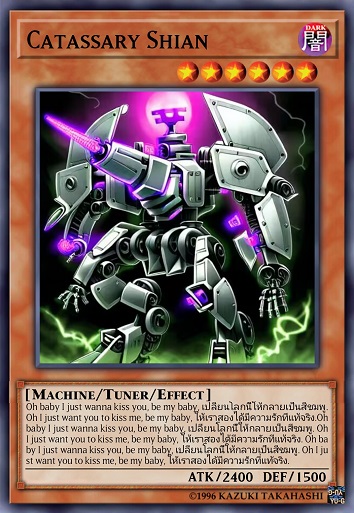 Catassary Shian
DARK
闇
[Machine/Tuner/Effect]
Oh baby I just wanna kiss you, be my baby, เปลี่ยนโลกนี้ให้กลายเป็นสีชมพู.
Oh I just want you to kiss me, be my baby, ให้เราสองได้มีความรักที่แท้จริง.Oh
baby I just wanna kiss you, be my baby, เปลี่ยนโลกนี้ให้กลายเป็นสีชมพู. Oh
I just want you to kiss me, be my baby, ให้เราสองได้มีความรักที่แท้จริง. Oh ba
by I just wanna kiss you, be my baby, เปลี่ยนโลกนี้ให้กลายเป็นสีชมพู. Oh I ju
st want you to kiss me, be my baby, ให้เราสองได้มีความรักที่แท้จริง.
ATK/2400 DEF/1500
©1996 KAZUKI TAKAHASHI